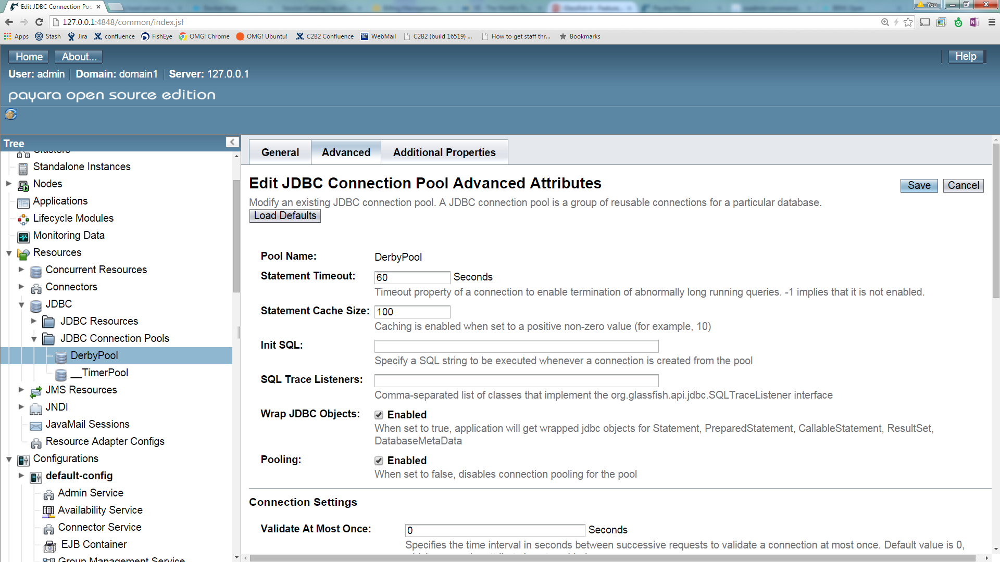 Edit JDBC Connection Poc
You
127.0.0.1:4848/common/index.jsf
Apps Stash Jira confluence FishEye OMG! Chrome OMG! Ubuntu! C2B2 Confluence WebMail C2B2 (build 16519) ... How to get staff thr... Bookmarks
Home About... Help
User: admin Domain: domain1 Server: 127.0.0.1
payara open source edition
Tree
Clusters
Standalone Instances
Nodes
Applications
Lifecycle Modules
Monitoring Data
Resources
Concurrent Resources
Connectors
JDBC
JDBC Resources
JDBC Connection Pools
DerbyPool
__TimerPool
JMS Resources
JNDI
JavaMail Sessions
Resource Adapter Configs
Configurations
default-config
Admin Service
Availability Service
Connector Service
EJB Container
Group Management Service
General Advanced Additional Properties
Edit JDBC Connection Pool Advanced Attributes
Save Cancel
Modify an existing JDBC connection pool. A JDBC connection pool is a group of reusable connections for a particular database.
Load Defaults
Pool Name: DerbyPool
Statement Timeout: 60 Seconds
Timeout property of a connection to enable termination of abnormally long running queries. -1 implies that it is not enabled.
Statement Cache Size: 100
Caching is enabled when set to a positive non-zero value (for example, 10)
Init SQL:
Specify a SQL string to be executed whenever a connection is created from the pool
SQL Trace Listeners:
Comma-separated list of classes that implement the org.glassfish.api.jdbc.SQLTraceListener interface
Wrap JDBC Objects: Enabled
When set to true, application will get wrapped jdbc objects for Statement, PreparedStatement, CallableStatement, ResultSet,
DatabaseMetaData
Pooling: Enabled
When set to false, disables connection pooling for the pool
Connection Settings
Validate At Most Once: 0 Seconds
Specifies the time interval in seconds between successive requests to validate a connection at most once. Default value is 0,